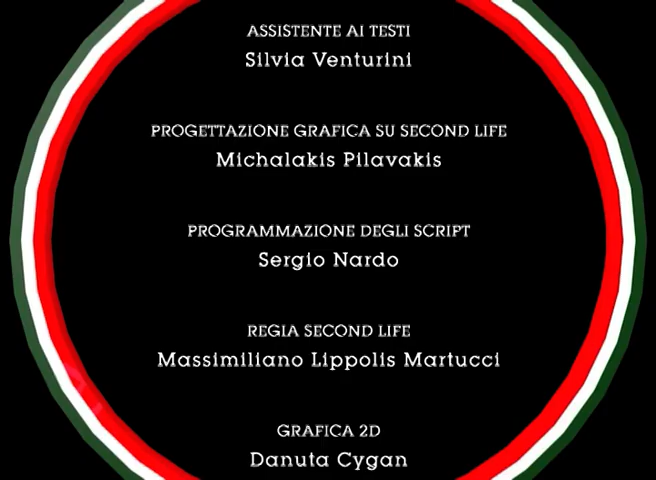 ASSISTENTE AI TESTI
Silvia Venturini
PROGETTAZIONE GRAFICA SU SECOND LIFE
Michalakis Pilavakis
PROGRAMMAZIONE DEGLI SCRIPT
Sergio Nardo
REGIA SECOND LIFE
Massimiliano Lippolis Martucci
GRAFICA 2D
Danuta Cygan